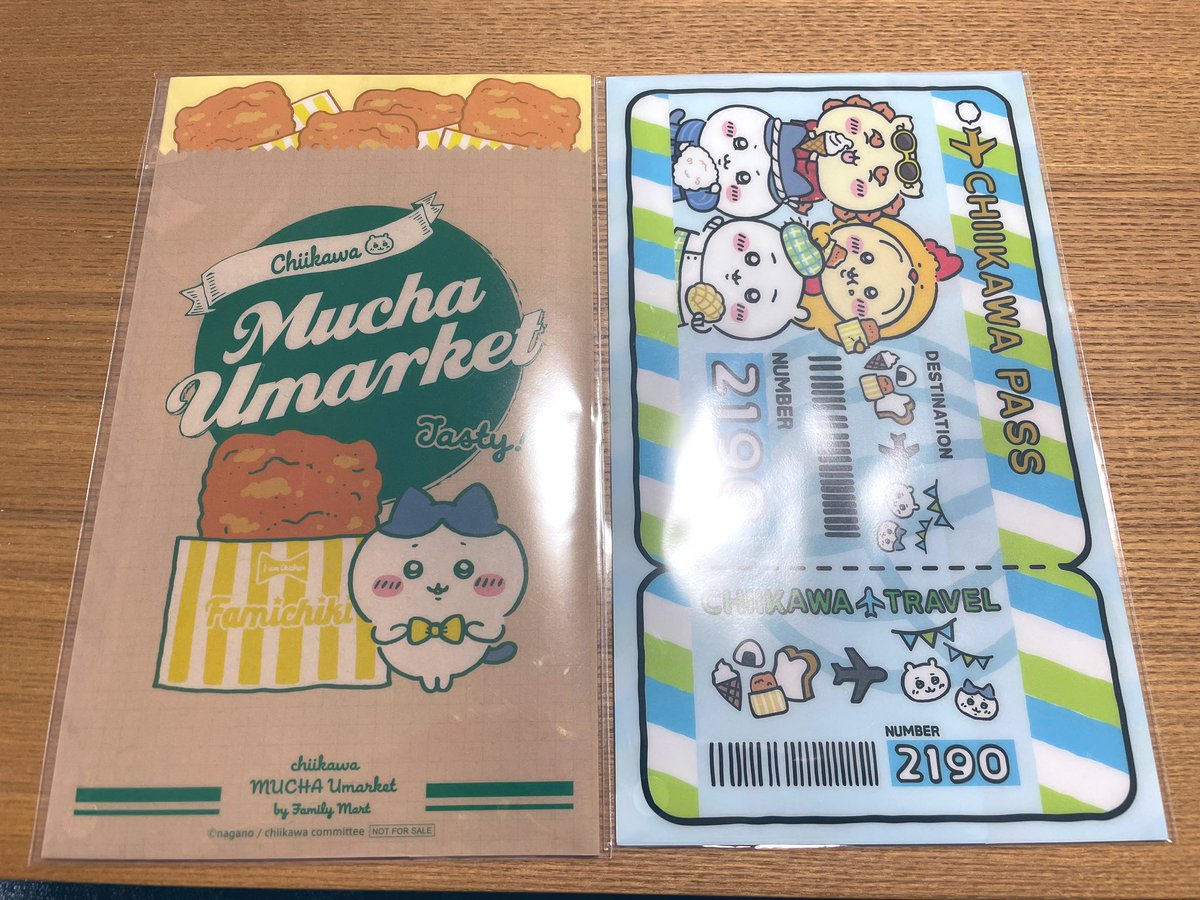 Chiikawa
Mucha
Umarket
Tasty!
I am Chicken
Famichiki
chiikawa
MUCHA Umarket
by Family Mart
©nagano / chiikawa committee NOT FOR SALE
CHIIKAWA PASS
DESTINATION
NUMBER
2190
CHIIKAWA TRAVEL
NUMBER
2190